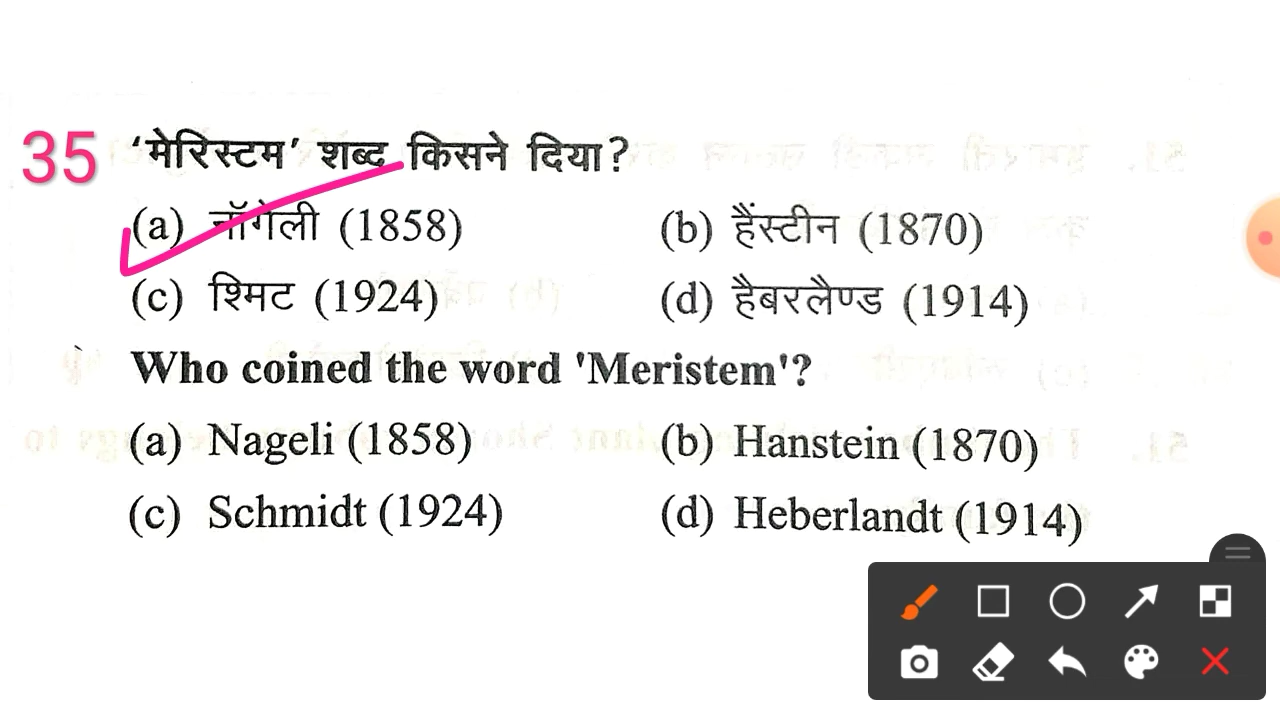 35 'मेरिस्टम' शब्द किसने दिया?
(a) नॉगेली (1858) (b) हैंस्टीन (1870)
(c) श्मिट (1924) (d) हैबरलैण्ड (1914)
Who coined the word 'Meristem'?
(a) Nageli (1858) (b) Hanstein (1870)
(c) Schmidt (1924) (d) Heberlandt (1914)